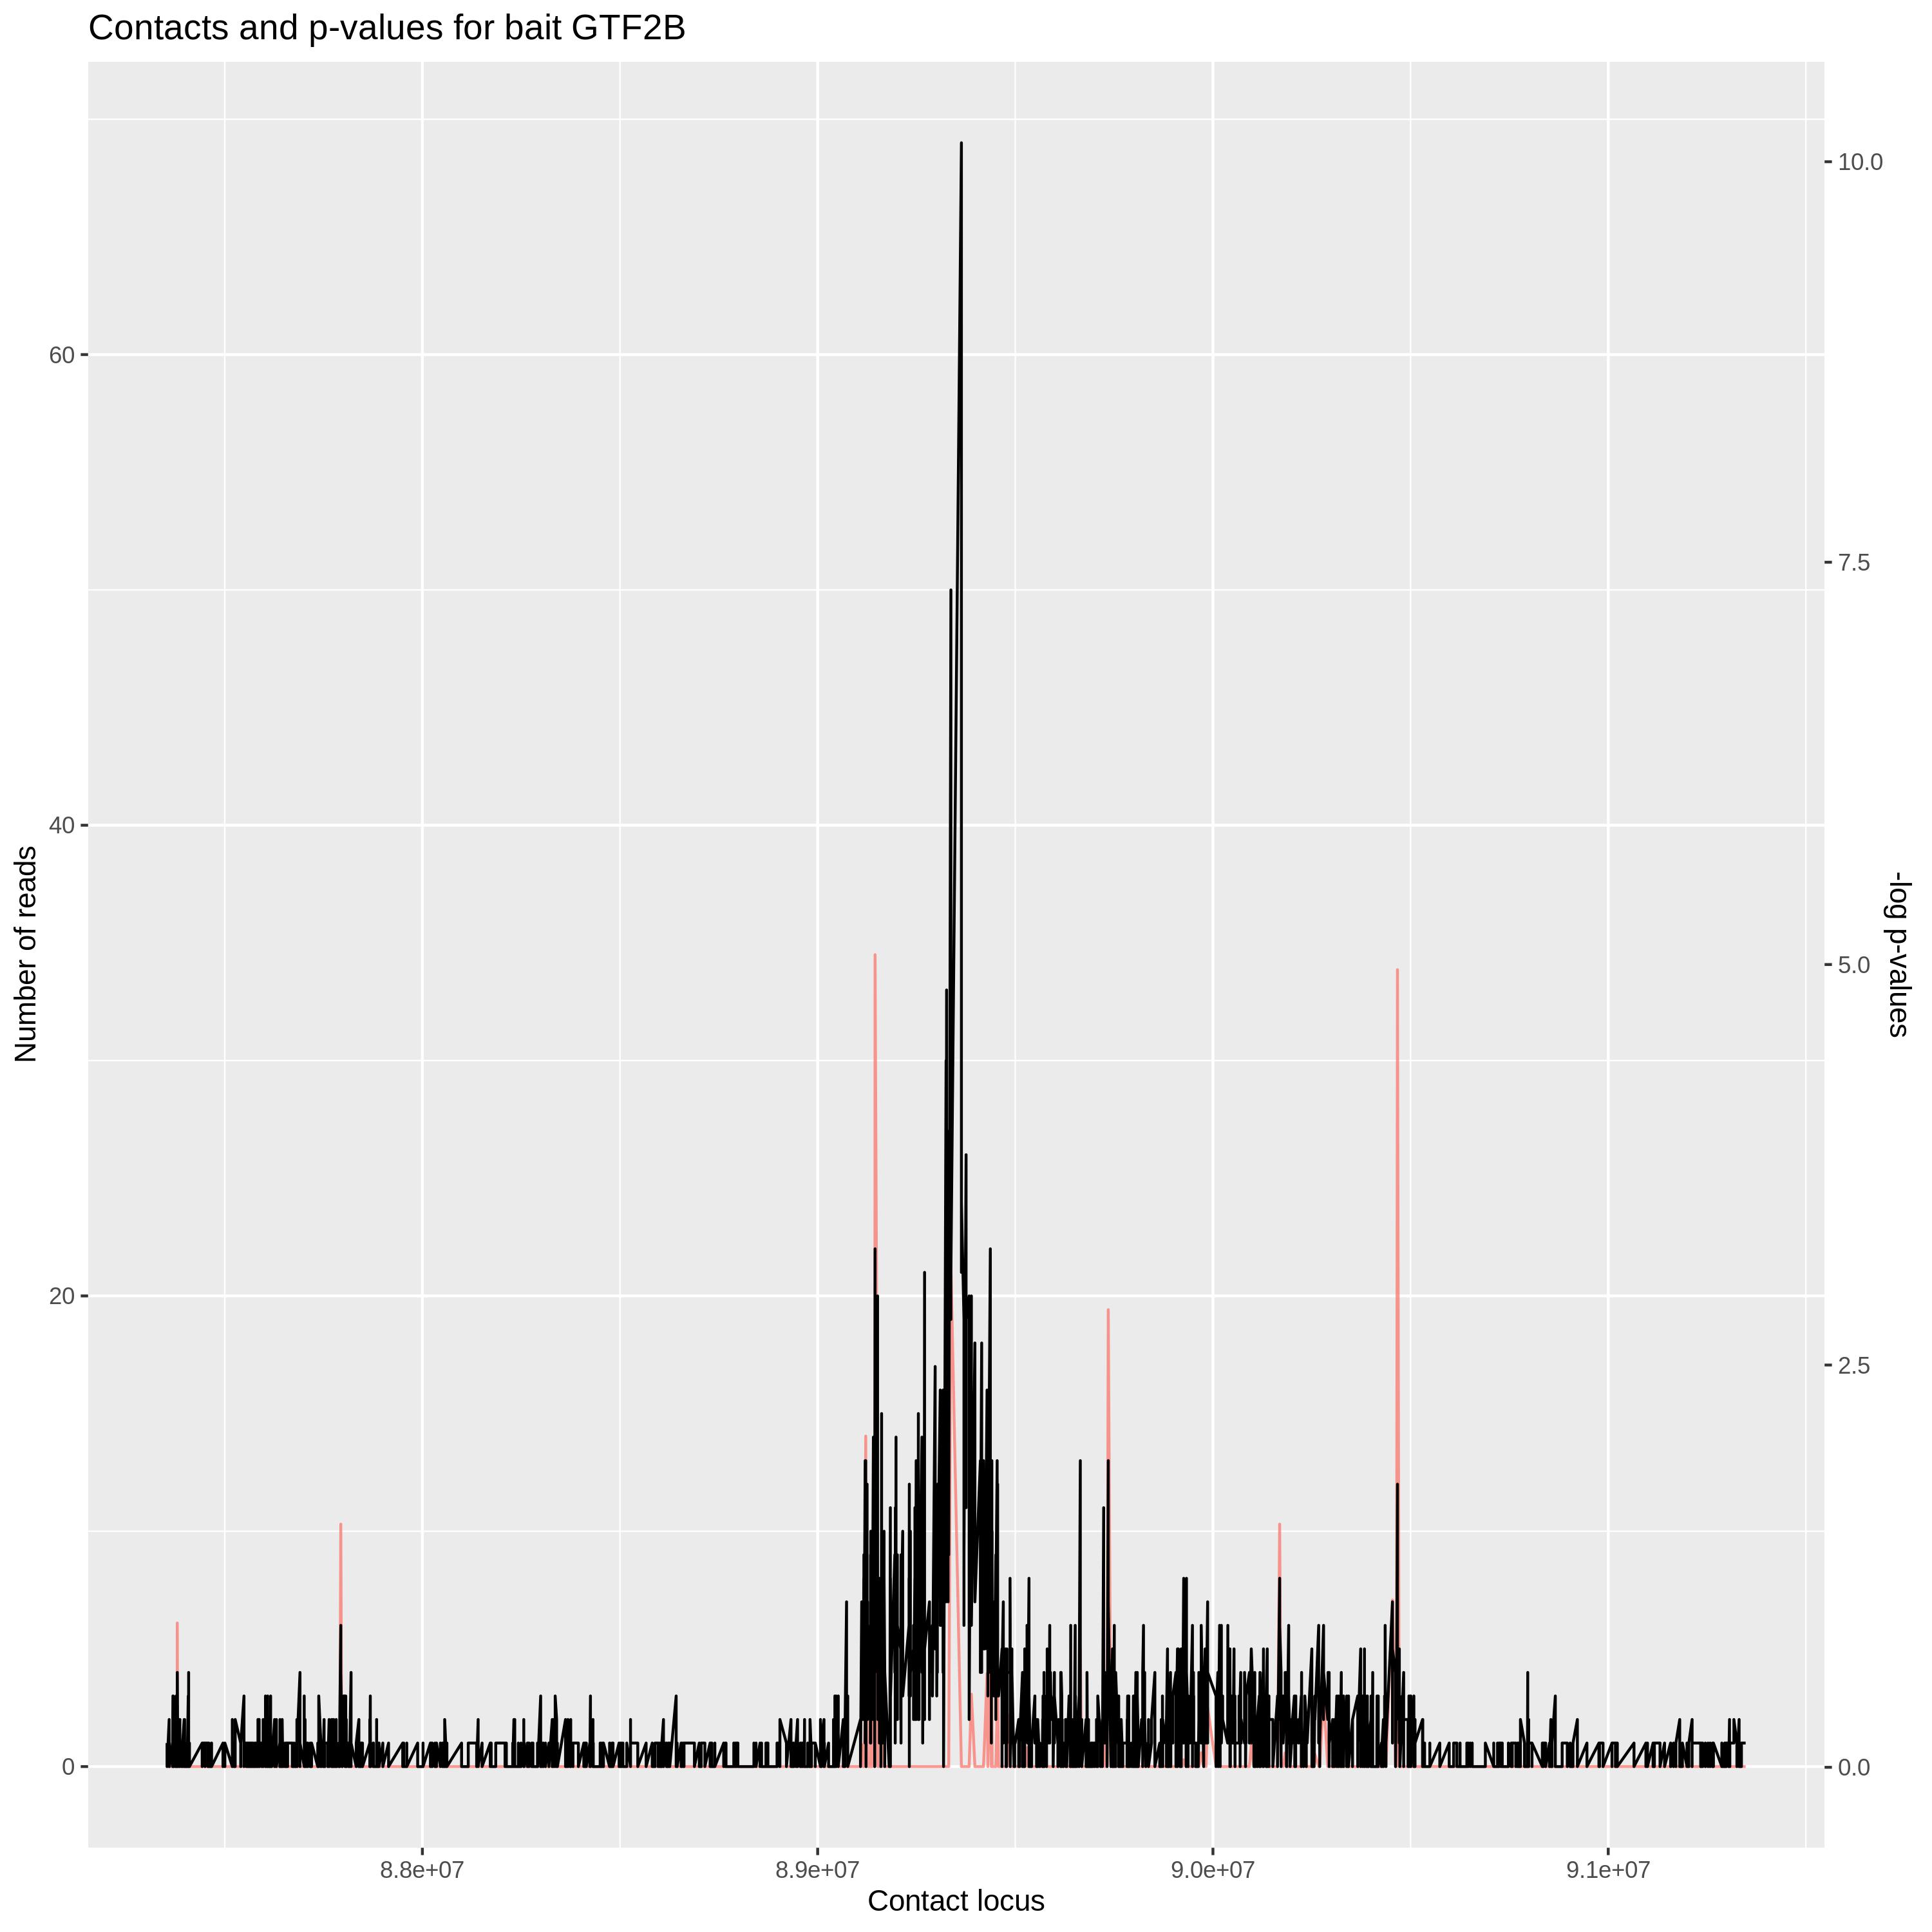 Contacts and p-values for bait GTF2B
Number of reads
60
40
20
0
10.0
7.5
5.0
2.5
0.0
-log p-values
8.8e+07
8.9e+07
9.0e+07
9.1e+07
Contact locus